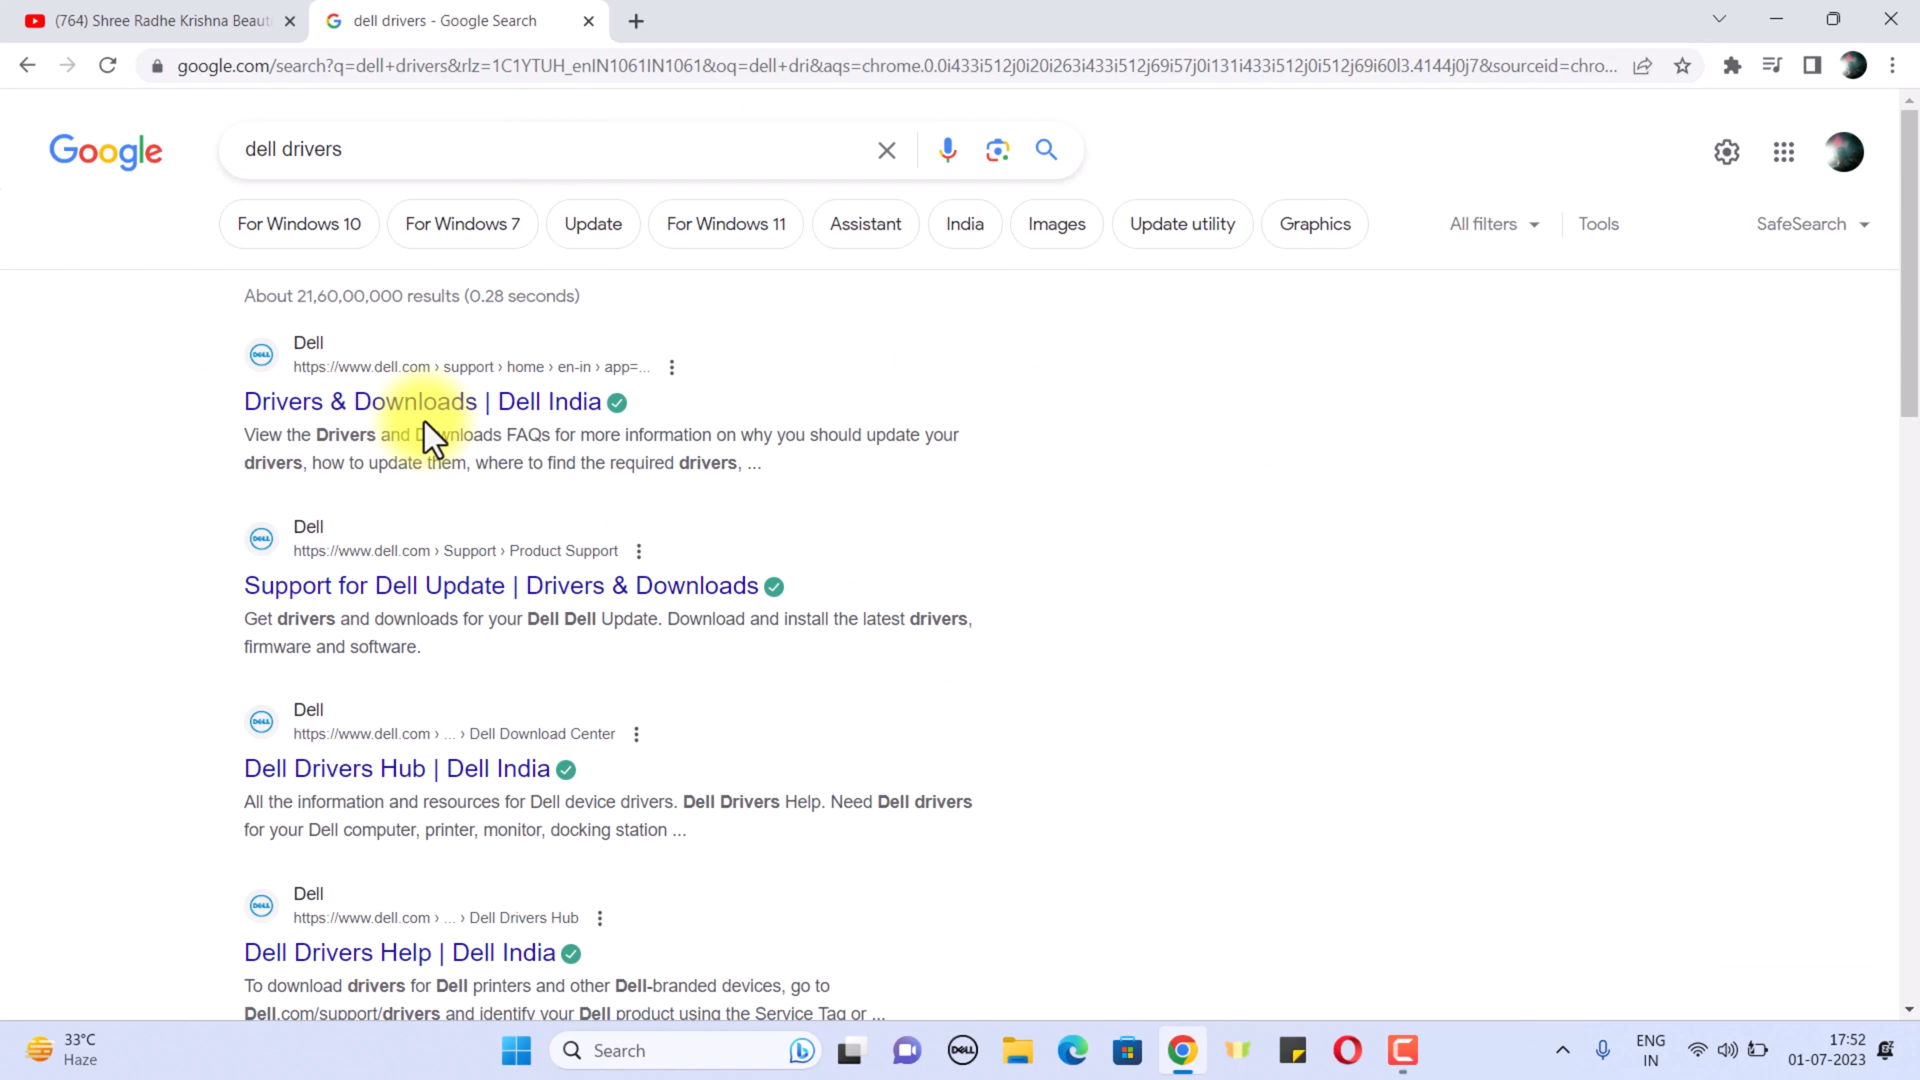 (764) Shree Radhe Krishna Beaut
dell drivers - Google Search
google.com/search?q=dell+drivers&rlz=1C1YTUH_enIN1061IN1061&oq=dell+dri&aqs=chrome.0.0i433i512j0i20i263i433i512j69i57j0i131i433i512j0i512j69i60l3.4144j0j7&sourceid=chro...
Google
dell drivers
For Windows 10
For Windows 7
Update
For Windows 11
Assistant
India
Images
Update utility
Graphics
All filters
Tools
SafeSearch
About 21,60,00,000 results (0.28 seconds)
Dell
https://www.dell.com › support › home › en-in › app=...
Drivers & Downloads | Dell India
View the Drivers and Downloads FAQs for more information on why you should update your
drivers, how to update them, where to find the required drivers, ...
Dell
https://www.dell.com › Support › Product Support
Support for Dell Update | Drivers & Downloads
Get drivers and downloads for your Dell Dell Update. Download and install the latest drivers,
firmware and software.
Dell
https://www.dell.com › ... › Dell Download Center
Dell Drivers Hub | Dell India
All the information and resources for Dell device drivers. Dell Drivers Help. Need Dell drivers
for your Dell computer, printer, monitor, docking station ...
Dell
https://www.dell.com › ... › Dell Drivers Hub
Dell Drivers Help | Dell India
To download drivers for Dell printers and other Dell-branded devices, go to
Dell.com/support/drivers and identify your Dell product using the Service Tag or ...
33°C
Haze
Search
DELL
ENG
IN
17:52
01-07-2023